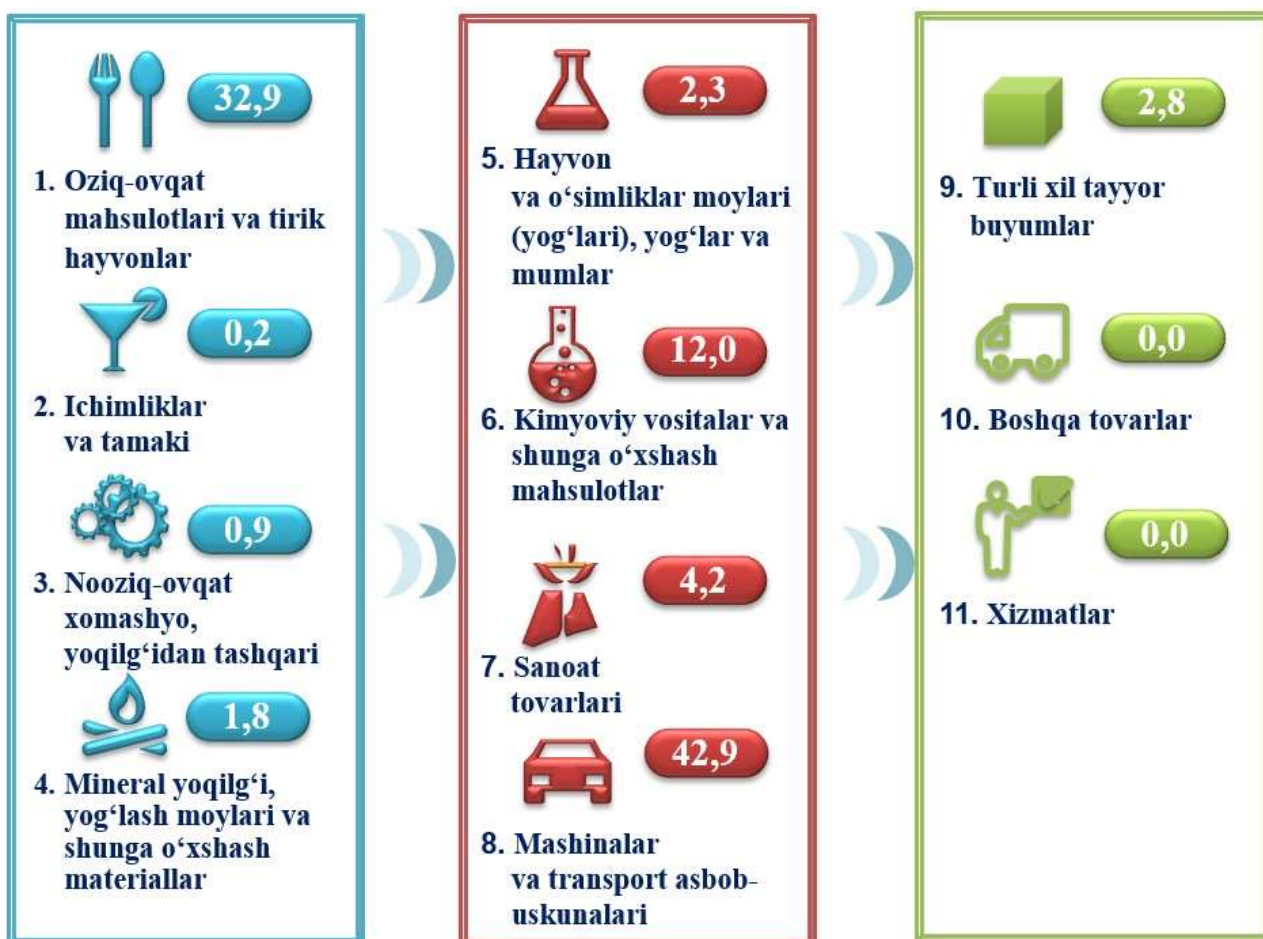 32,9
1. Oziq-ovqat
mahsulotlari va tirik
hayvonlar
0,2
2. Ichimliklar
va tamaki
0,9
3. Nooziq-ovqat
xomashyo,
yoqilg‘idan tashqari
1,8
4. Mineral yoqilg‘i,
yog‘lash moylari va
shunga o‘xshash
materiallar
2,3
5. Hayvon
va o‘simliklar moylari
(yog‘lari), yog‘lar va
mumlar
12,0
6. Kimyoviy vositalar va
shunga o‘xshash
mahsulotlar
4,2
7. Sanoat
tovarlari
42,9
8. Mashinalar
va transport asbob-
uskunalari
2,8
9. Turli xil tayyor
buyumlar
0,0
10. Boshqa tovarlar
0,0
11. Xizmatlar